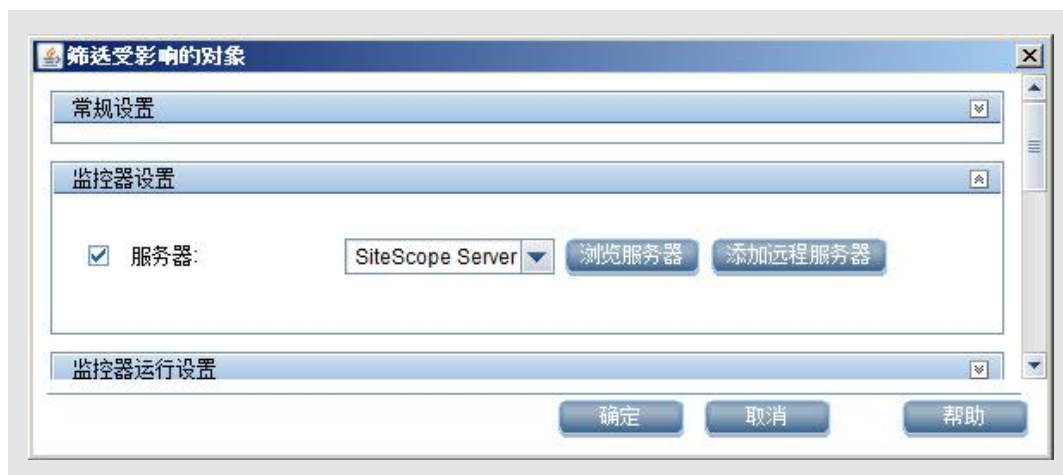 筛选受影响的对象
常规设置
监控器设置
服务器: SiteScope Server 浏览服务器 添加远程服务器
监控器运行设置
确定 取消 帮助